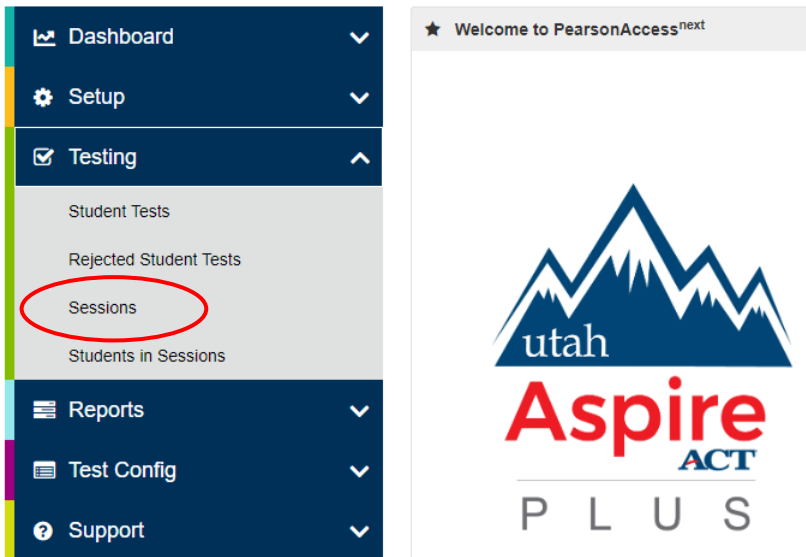 Dashboard
Setup
Testing
Student Tests
Rejected Student Tests
Sessions
Students in Sessions
Reports
Test Config
Support
Welcome to PearsonAccessnext
utah
Aspire
ACT
PLUS